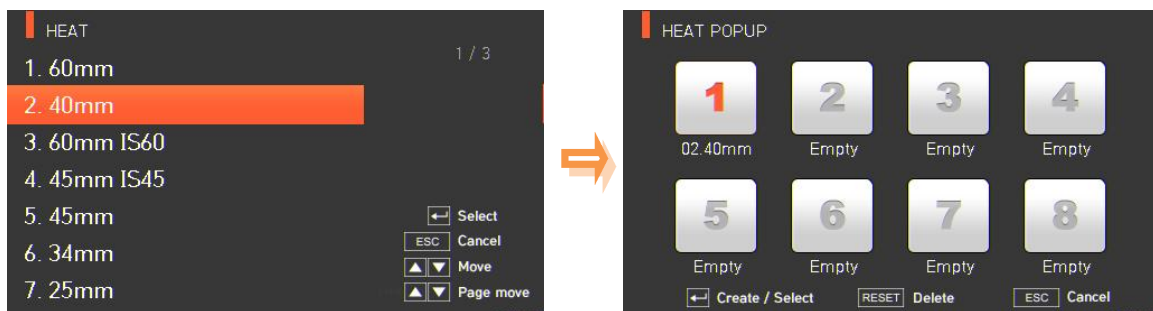 HEAT
1 / 3
1. 60mm
2. 40mm
3. 60mm IS60
4. 45mm IS45
5. 45mm
6. 34mm
7. 25mm
Select
ESC Cancel
Move
Page move
HEAT POPUP
1 2 3 4
02.40mm Empty Empty Empty
5 6 7 8
Empty Empty Empty Empty
Create / Select RESET Delete ESC Cancel